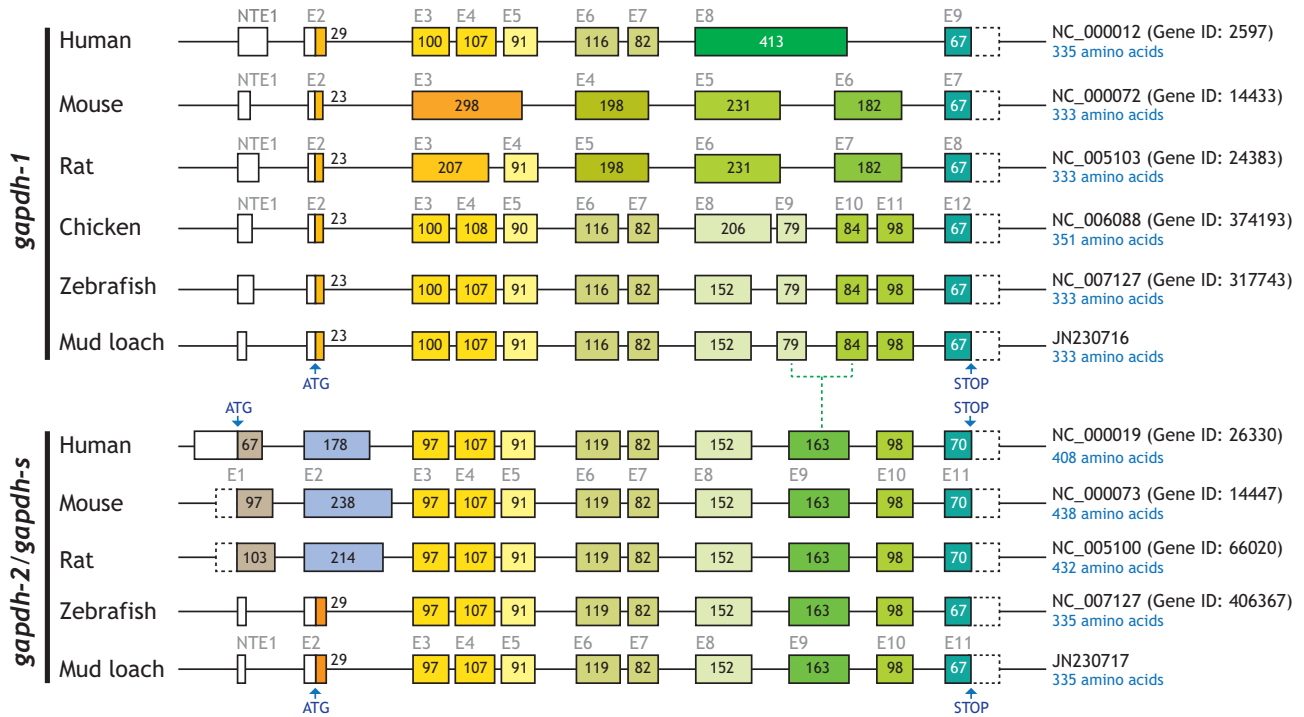 gapdh-1
NTE1 E2 E3 E4 E5 E6 E7 E8 E9
Human 29 100 107 91 116 82 413 67 NC_000012 (Gene ID: 2597)
335 amino acids
NTE1 E2 E3 E4 E5 E6 E7
Mouse 23 298 198 231 182 67 NC_000072 (Gene ID: 14433)
333 amino acids
NTE1 E2 E3 E4 E5 E6 E7 E8
Rat 23 207 91 198 231 182 67 NC_005103 (Gene ID: 24383)
333 amino acids
NTE1 E2 E3 E4 E5 E6 E7 E8 E9 E10 E11 E12
Chicken 23 100 108 90 116 82 206 79 84 98 67 NC_006088 (Gene ID: 374193)
351 amino acids
Zebrafish 23 100 107 91 116 82 152 79 84 98 67 NC_007127 (Gene ID: 317743)
333 amino acids
Mud loach 23 100 107 91 116 82 152 79 84 98 67 JN230716
333 amino acids
ATG STOP
gapdh-2/gapdh-s
ATG STOP
Human 67 178 97 107 91 119 82 152 163 98 70 NC_000019 (Gene ID: 26330)
408 amino acids
E1 E2 E3 E4 E5 E6 E7 E8 E9 E10 E11
Mouse 97 238 97 107 91 119 82 152 163 98 70 NC_000073 (Gene ID: 14447)
438 amino acids
Rat 103 214 97 107 91 119 82 152 163 98 70 NC_005100 (Gene ID: 66020)
432 amino acids
Zebrafish 29 97 107 91 119 82 152 163 98 67 NC_007127 (Gene ID: 406367)
335 amino acids
NTE1 E2 E3 E4 E5 E6 E7 E8 E9 E10 E11
Mud loach 29 97 107 91 119 82 152 163 98 67 JN230717
335 amino acids
ATG STOP